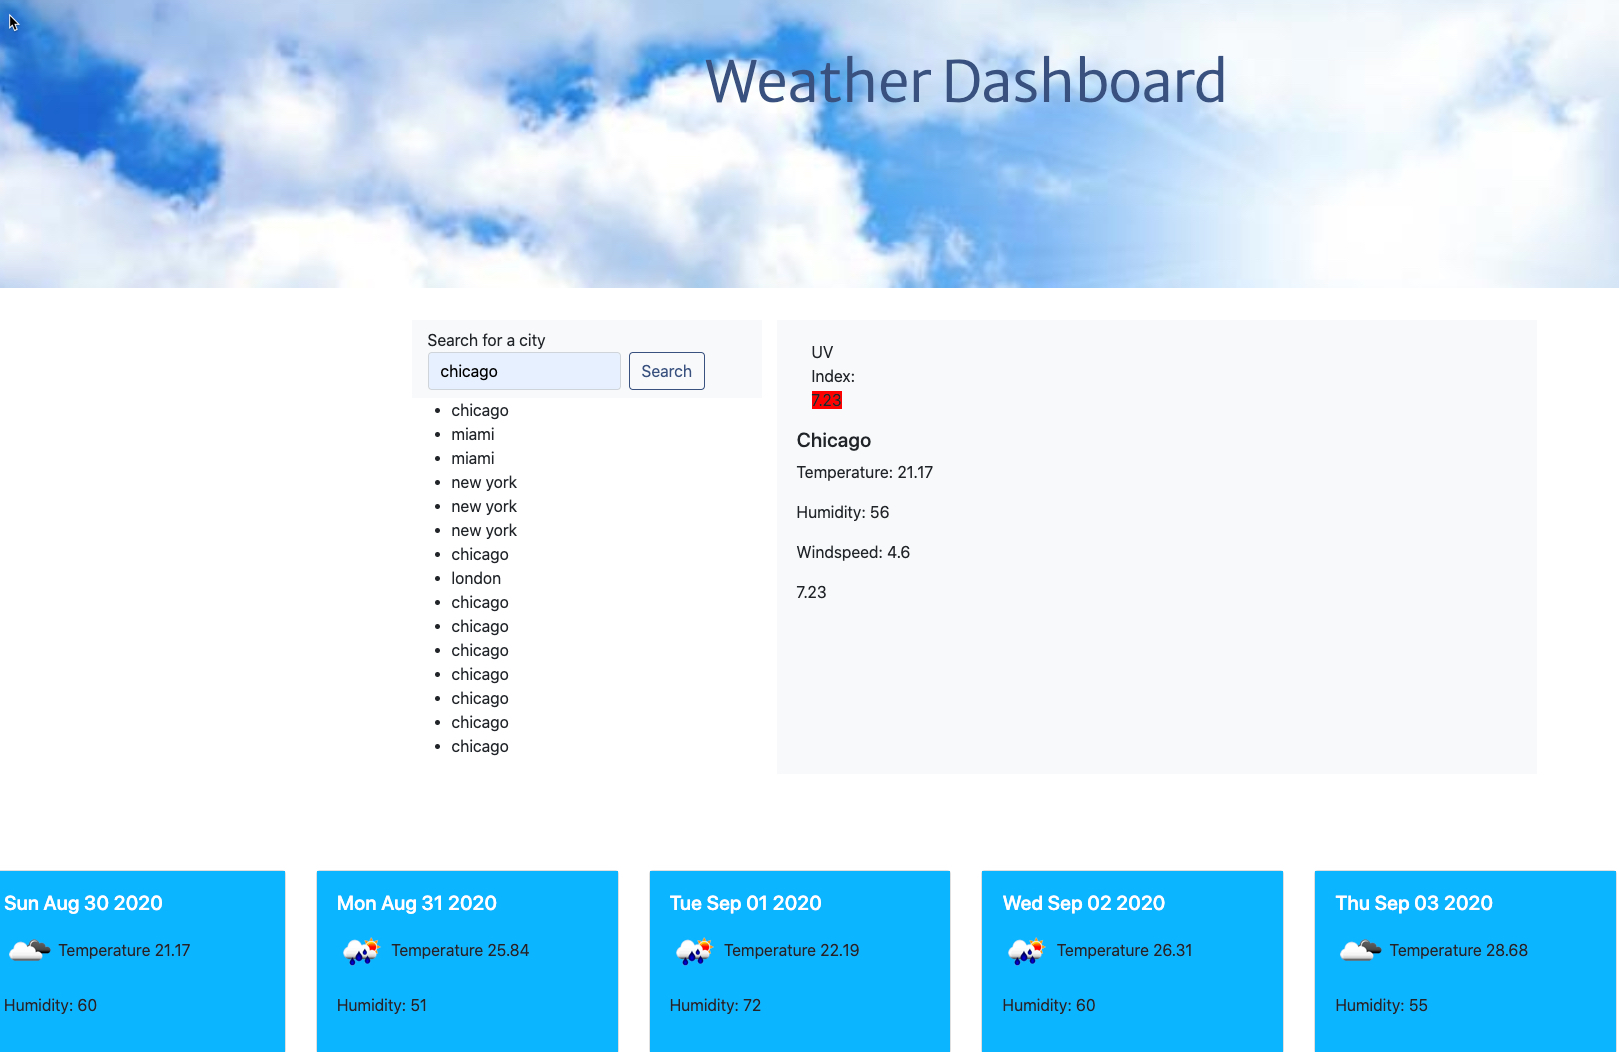 Weather Dashboard
Search for a city
chicago
Search
chicago
miami
miami
new york
new york
new york
chicago
london
chicago
chicago
chicago
chicago
chicago
chicago
chicago
UV
Index:
7.23
Chicago
Temperature: 21.17
Humidity: 56
Windspeed: 4.6
7.23
Sun Aug 30 2020
Temperature 21.17
Humidity: 60
Mon Aug 31 2020
Temperature 25.84
Humidity: 51
Tue Sep 01 2020
Temperature 22.19
Humidity: 72
Wed Sep 02 2020
Temperature 26.31
Humidity: 60
Thu Sep 03 2020
Temperature 28.68
Humidity: 55